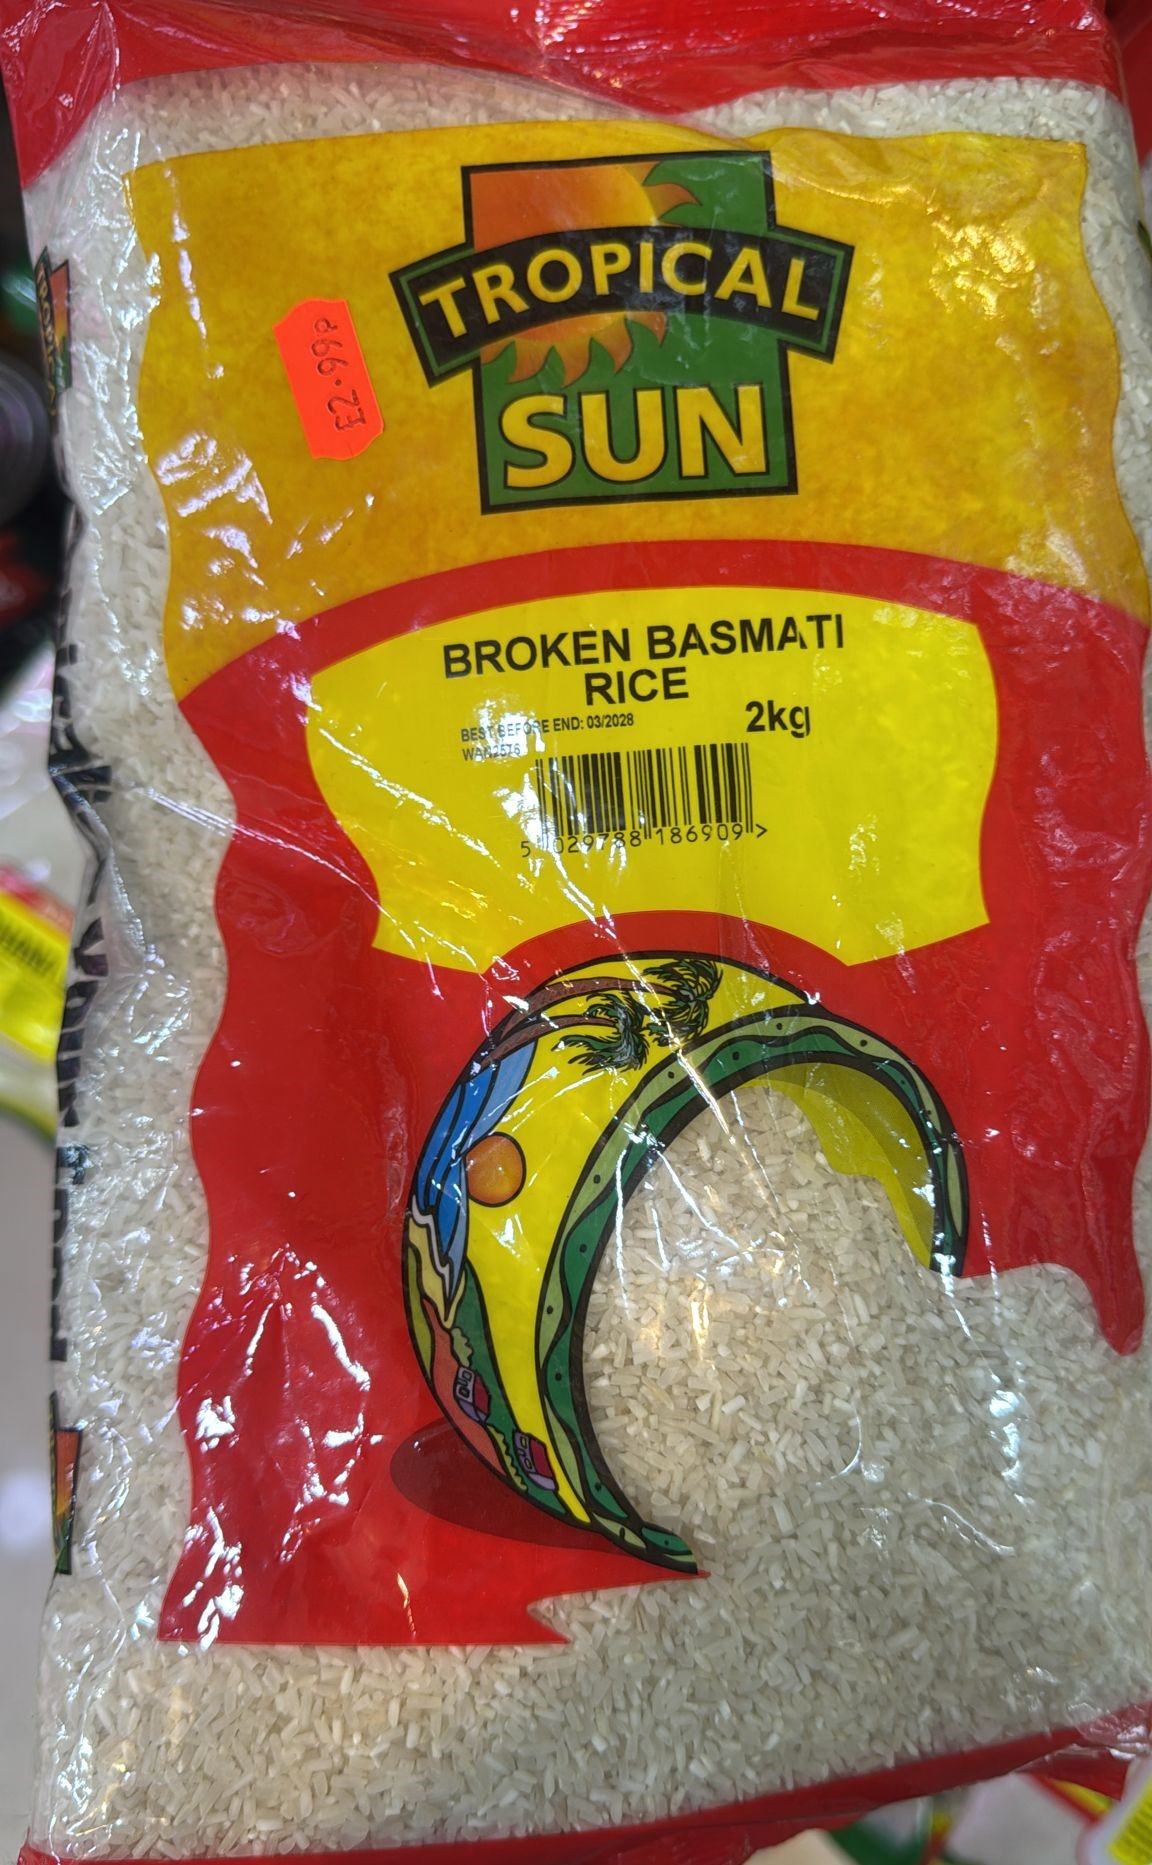 TROPICAL
SUN
£2.99P
BROKEN BASMATI
RICE
2kg
BEST BEFORE END: 03/2028
5 029788 186909 >